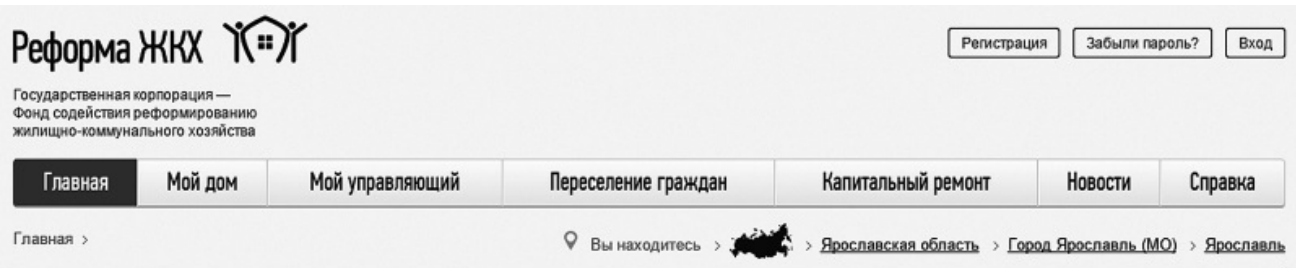 Реформа ЖКХ
Регистрация Забыли пароль? Вход
Государственная корпорация —
Фонд содействия реформированию
жилищно-коммунального хозяйства
Главная Мой дом Мой управляющий Переселение граждан Капитальный ремонт Новости Справка
Главная > Вы находитесь > > Ярославская область > Город Ярославль (МО) > Ярославль